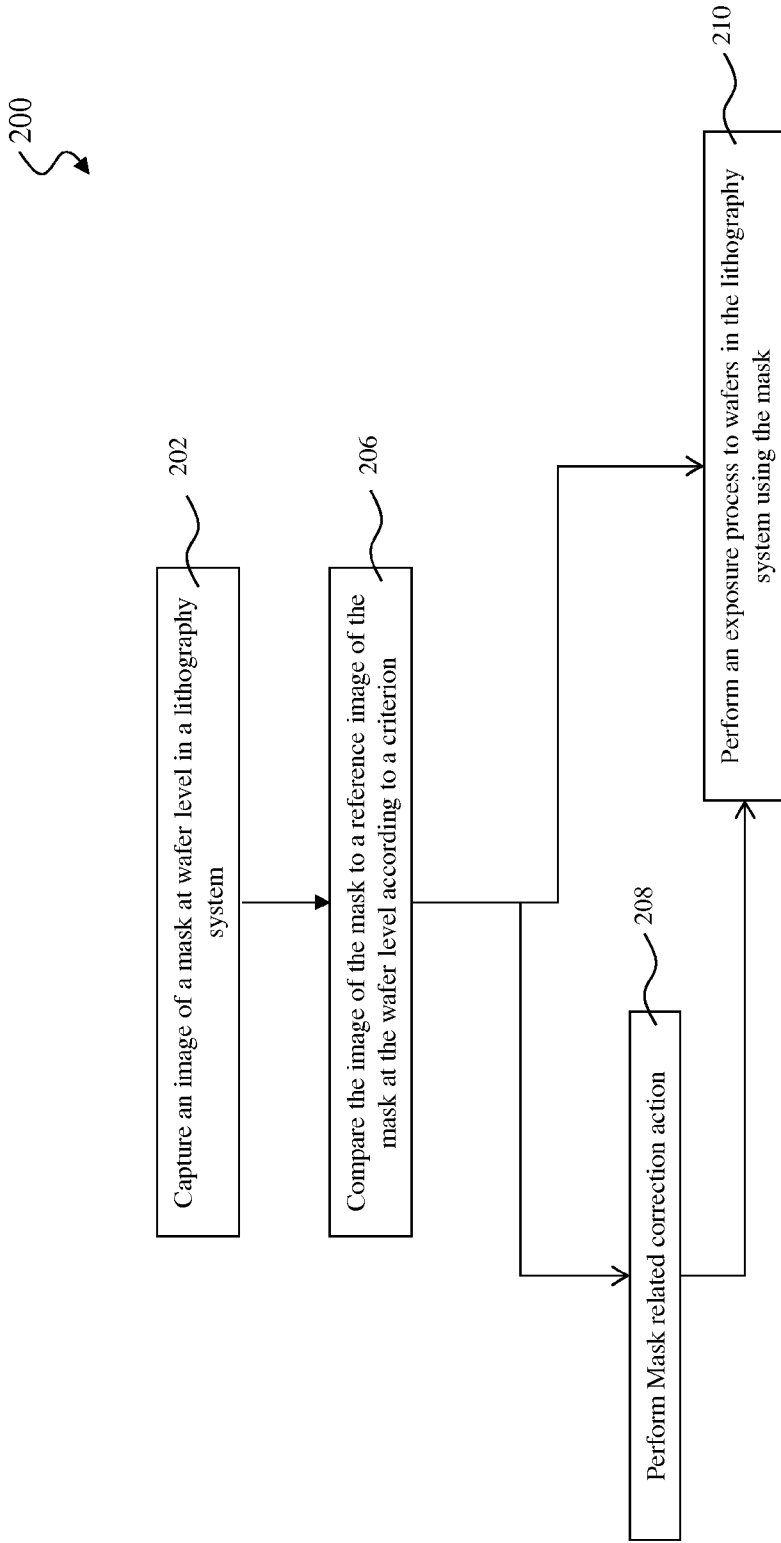 200
Capture an image of a mask at wafer level in a lithography
system
202
Compare the image of the mask to a reference image of the
mask at the wafer level according to a criterion
206
Perform Mask related correction action
208
Perform an exposure process to wafers in the lithography
system using the mask
210